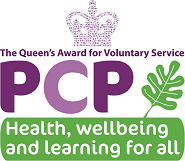 The Queen's Award for Voluntary Service
PCP
Health, wellbeing
and learning for all